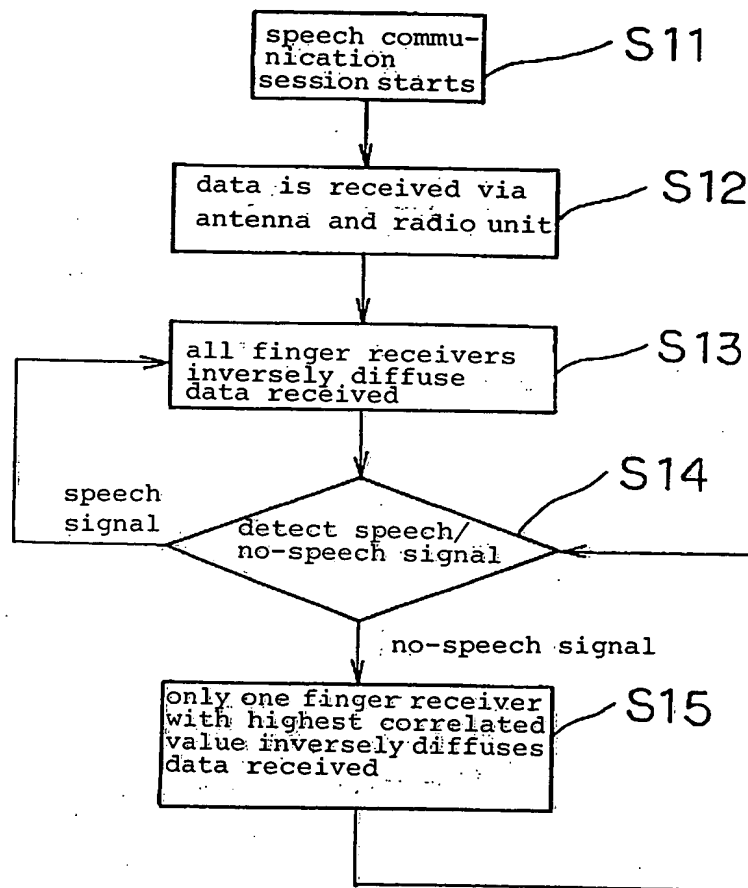 speech commu-
nication
session starts
S11
data is received via
antenna and radio unit
S12
all finger receivers
inversely diffuse
data received
S13
speech
signal
detect speech/
no-speech signal
S14
no-speech signal
only one finger receiver
with highest correlated
value inversely diffuses
data received
S15